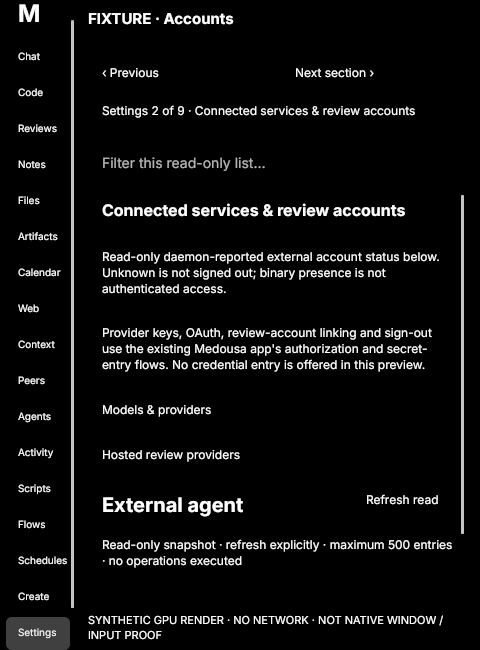 M
Chat
Code
Reviews
Notes
Files
Artifacts
Calendar
Web
Context
Peers
Agents
Activity
Scripts
Flows
Schedules
Create
Settings
FIXTURE · Accounts
‹ Previous
Next section ›
Settings 2 of 9 · Connected services & review accounts
Filter this read-only list...
Connected services & review accounts
Read-only daemon-reported external account status below.
Unknown is not signed out; binary presence is not
authenticated access.
Provider keys, OAuth, review-account linking and sign-out
use the existing Medousa app's authorization and secret-
entry flows. No credential entry is offered in this preview.
Models & providers
Hosted review providers
External agent
Refresh read
Read-only snapshot · refresh explicitly · maximum 500 entries
· no operations executed
SYNTHETIC GPU RENDER · NO NETWORK · NOT NATIVE WINDOW /
INPUT PROOF